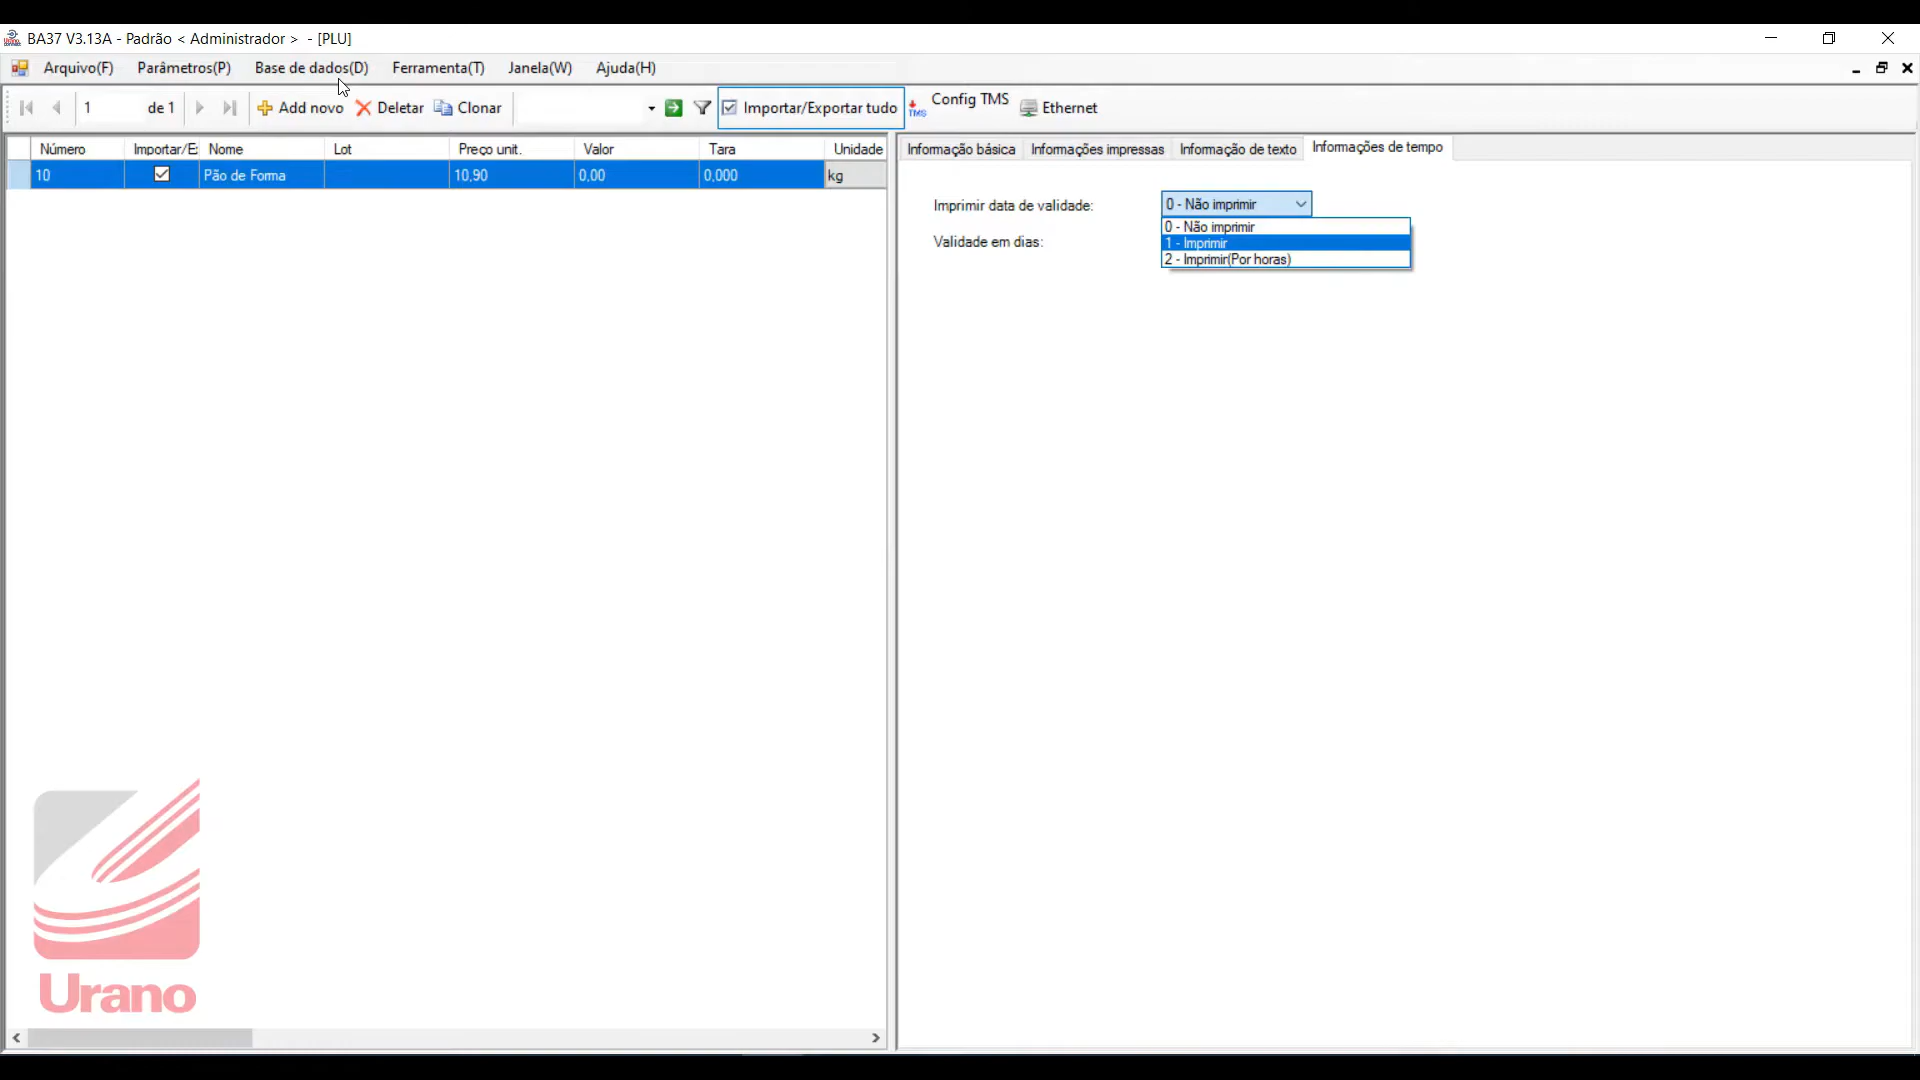 BA37 V3.13A - Padrão < Administrador > - [PLU]
Arquivo(F) Parâmetros(P) Base de dados(D) Ferramenta(T) Janela(W) Ajuda(H)
1 de 1 Add novo Deletar Clonar Importar/Exportar tudo TMS Config TMS Ethernet
Número Importar/E Nome Lot Preço unit. Valor Tara Unidade
10 Pão de Forma 10,90 0,00 0,000 kg
Informação básica Informações impressas Informação de texto Informações de tempo
Imprimir data de validade: 0 - Não imprimir
0 - Não imprimir
Validade em dias: 1 - Imprimir
2 - Imprimir(Por horas)
Urano